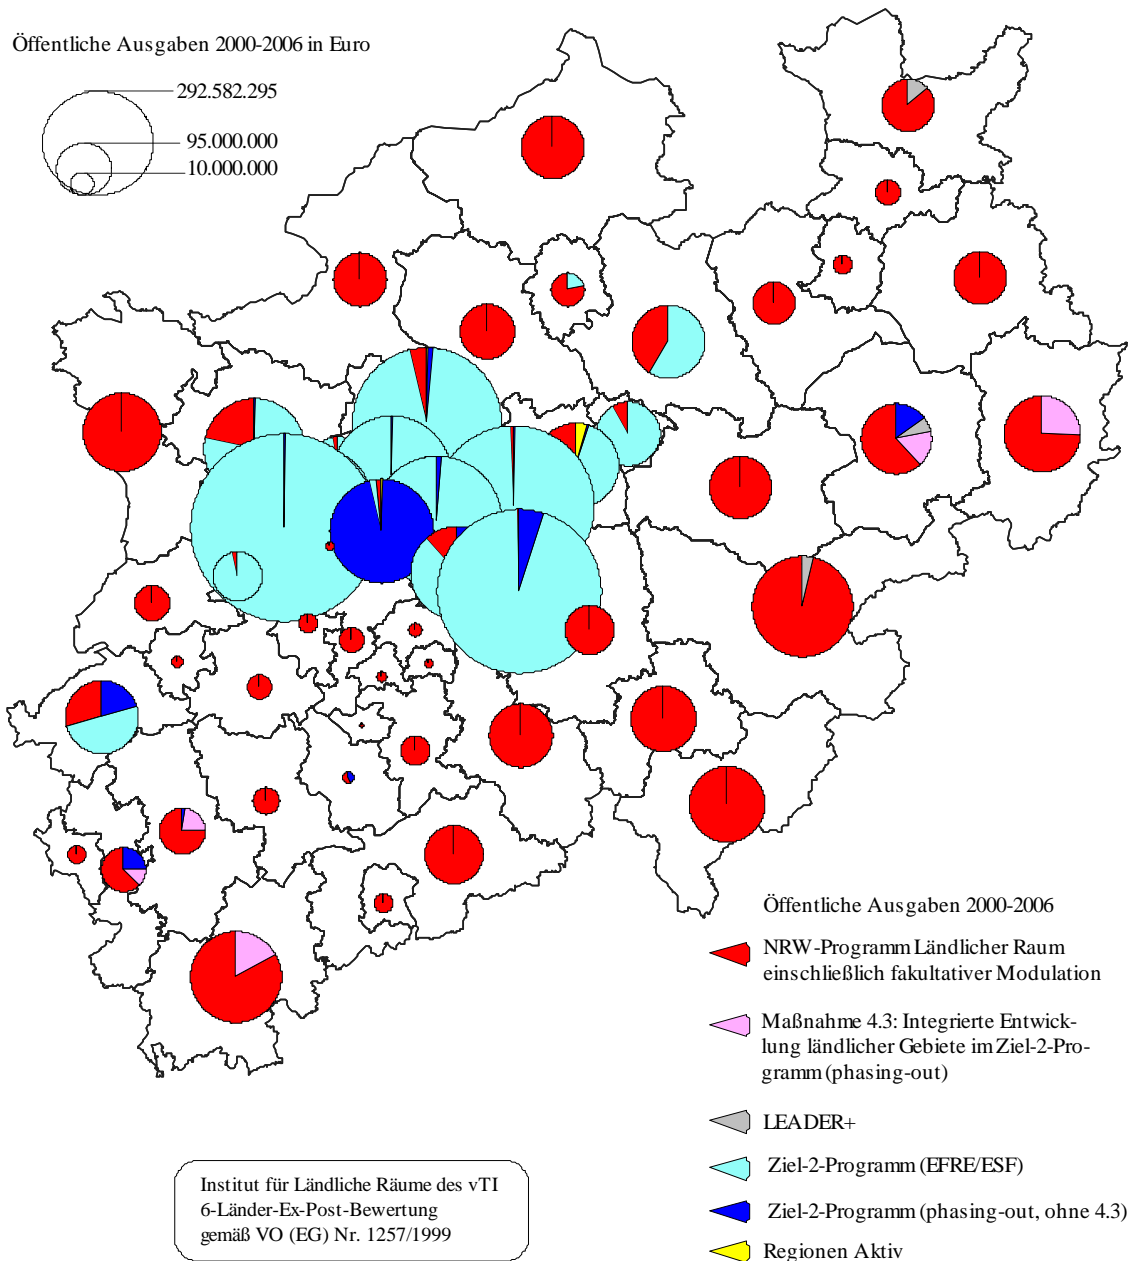 Öffentliche Ausgaben 2000-2006 in Euro
292.582.295
95.000.000
10.000.000
Öffentliche Ausgaben 2000-2006
NRW-Programm Ländlicher Raum
einschließlich fakultativer Modulation
Maßnahme 4.3: Integrierte Entwick-
lung ländlicher Gebiete im Ziel-2-Pro-
gramm (phasing-out)
LEADER+
Ziel-2-Programm (EFRE/ESF)
Ziel-2-Programm (phasing-out, ohne 4.3)
Regionen Aktiv
Institut für Ländliche Räume des vTI
6-Länder-Ex-Post-Bewertung
gemäß VO (EG) Nr. 1257/1999